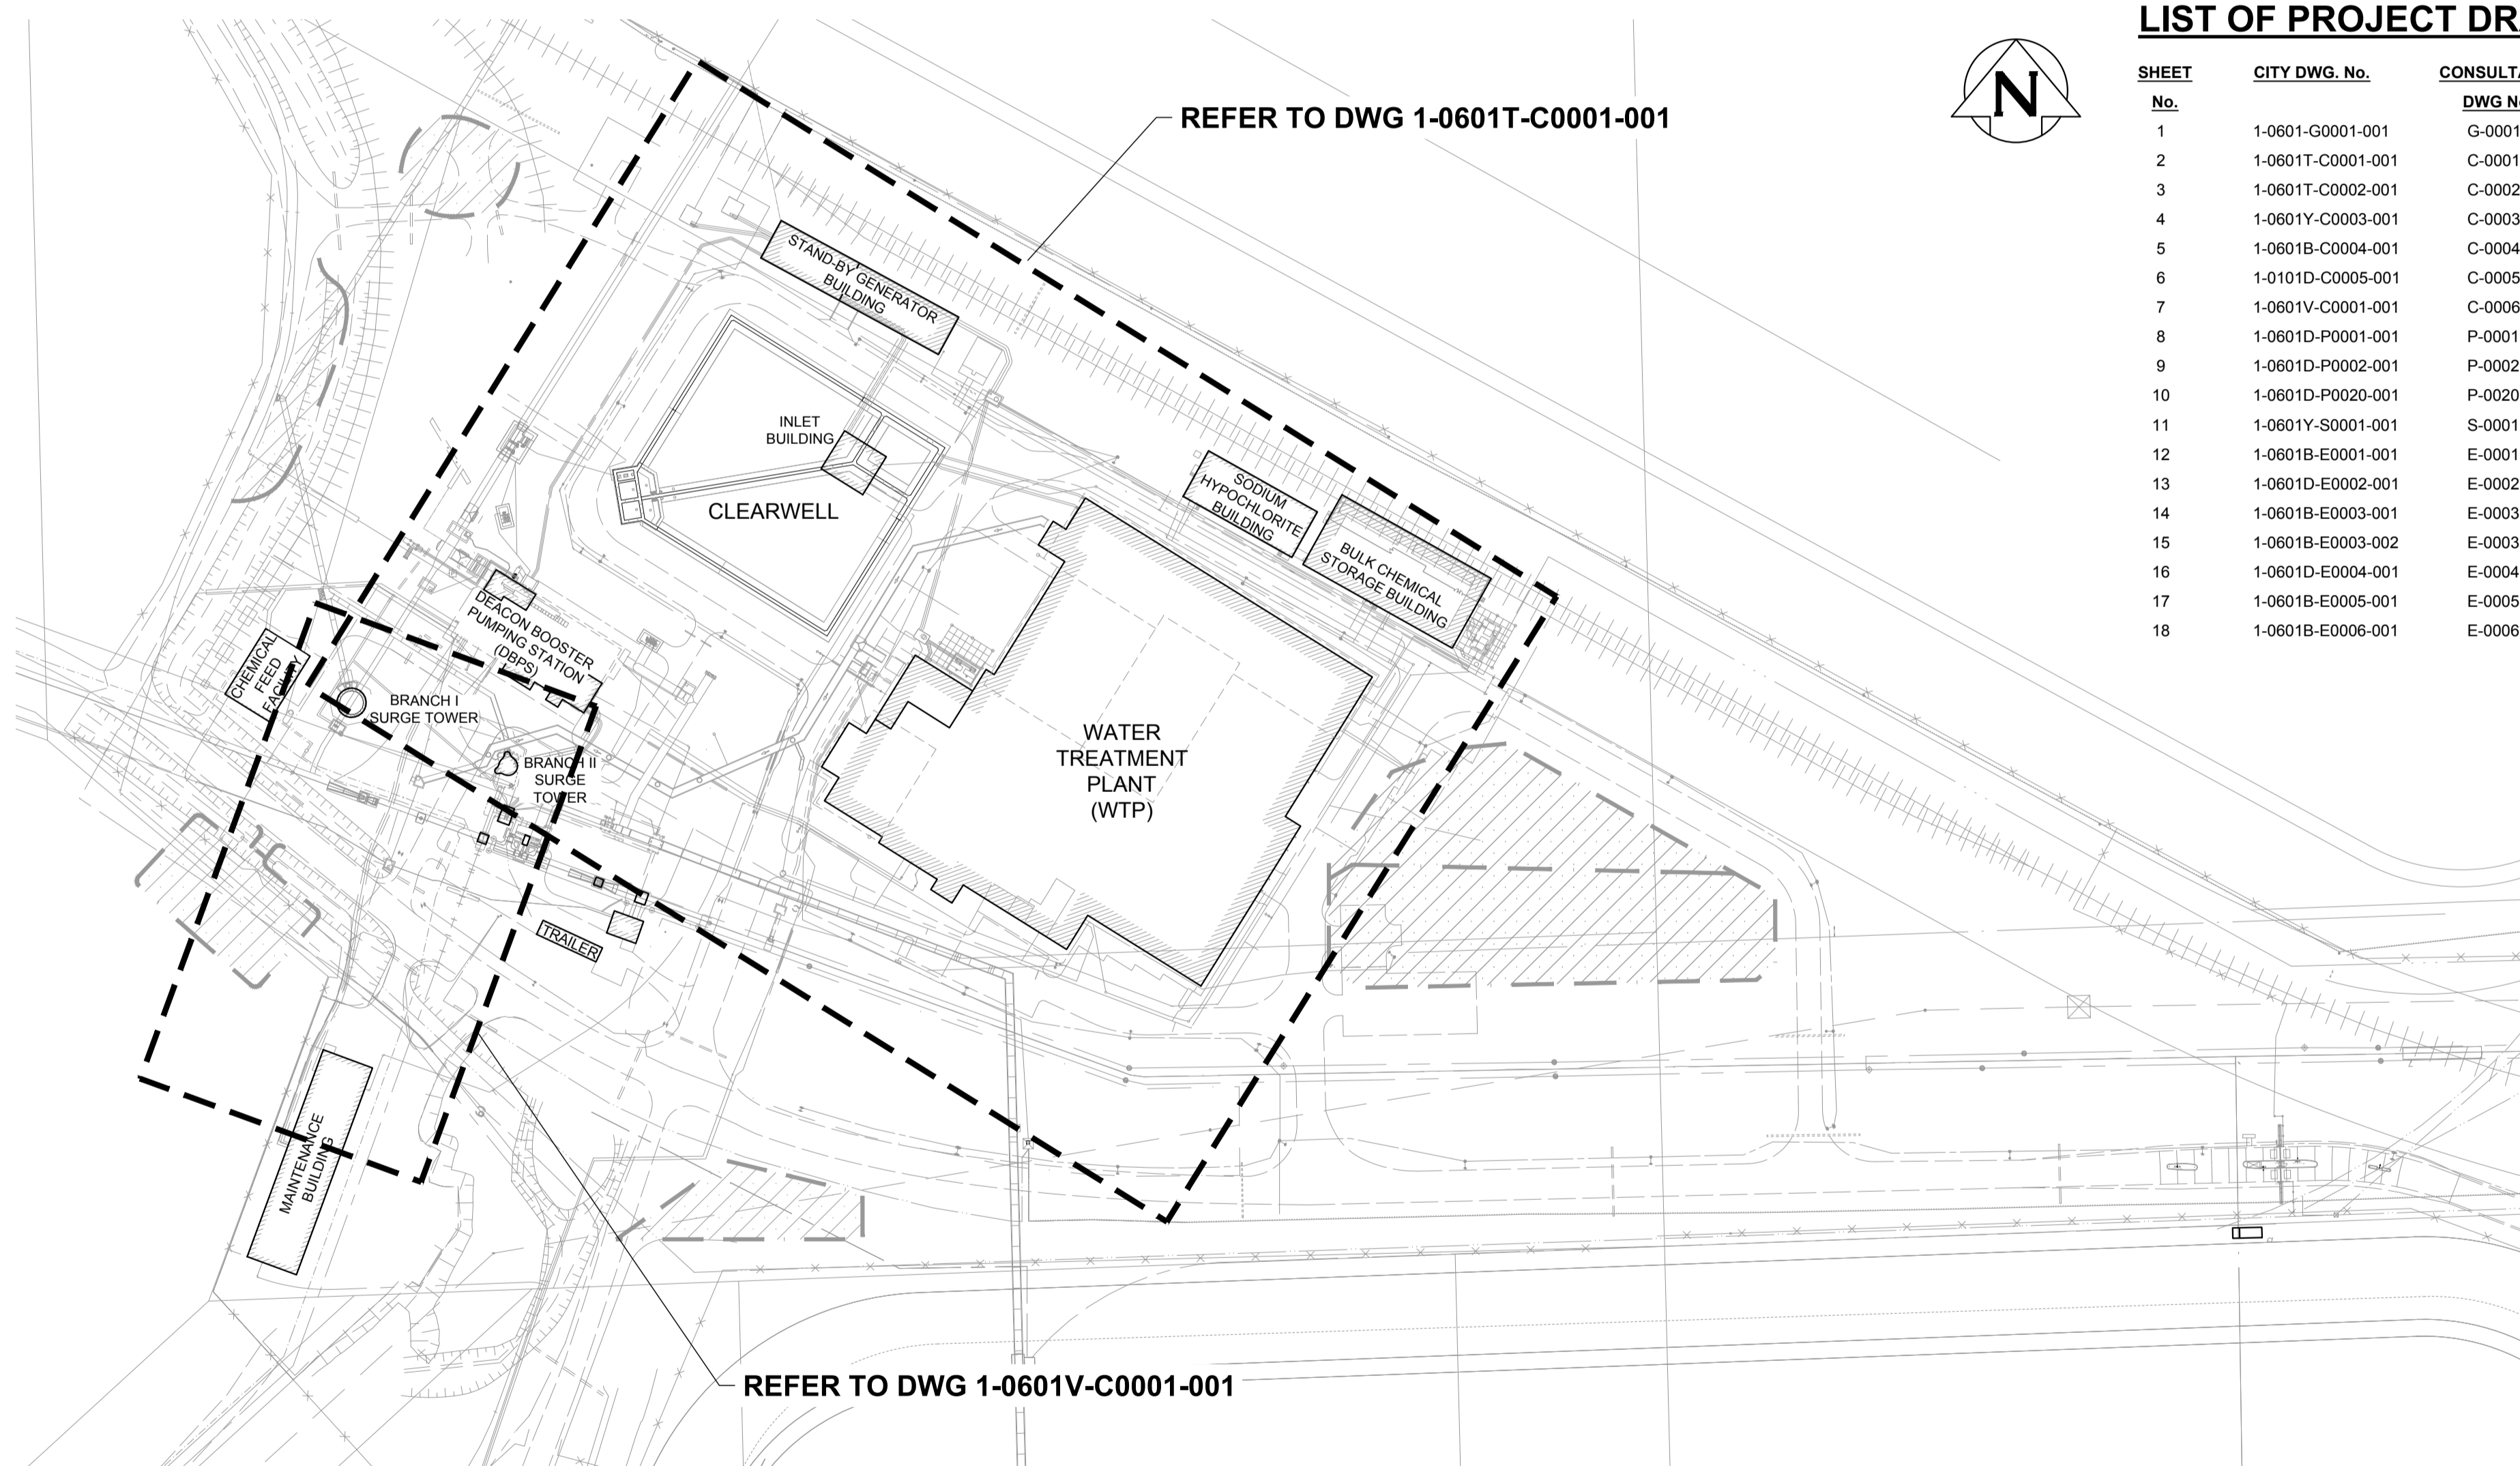 LIST OF PROJECT DR
N
SHEET No.	CITY DWG. No.	CONSULTA DWG N
1	1-0601-G0001-001	G-0001
2	1-0601T-C0001-001	C-0001
3	1-0601T-C0002-001	C-0002
4	1-0601Y-C0003-001	C-0003
5	1-0601B-C0004-001	C-0004
6	1-0101D-C0005-001	C-0005
7	1-0601V-C0001-001	C-0006
8	1-0601D-P0001-001	P-0001
9	1-0601D-P0002-001	P-0002
10	1-0601D-P0020-001	P-0020
11	1-0601Y-S0001-001	S-0001
12	1-0601B-E0001-001	E-0001
13	1-0601D-E0002-001	E-0002
14	1-0601B-E0003-001	E-0003
15	1-0601B-E0003-002	E-0003
16	1-0601D-E0004-001	E-0004
17	1-0601B-E0005-001	E-0005
18	1-0601B-E0006-001	E-0006
REFER TO DWG 1-0601T-C0001-001
STAND-BY GENERATOR
BUILDING
INLET
BUILDING
CLEARWELL
SODIUM
HYPOCHLORITE
BUILDING
BULK CHEMICAL
STORAGE BUILDING
DEACON BOOSTER
PUMPING STATION
(DBPS)
CHEMICAL
FEED
FACILITY
BRANCH I
SURGE TOWER
BRANCH II
SURGE
TOWER
WATER
TREATMENT
PLANT
(WTP)
TRAILER
MAINTENANCE
BUILDING
REFER TO DWG 1-0601V-C0001-001